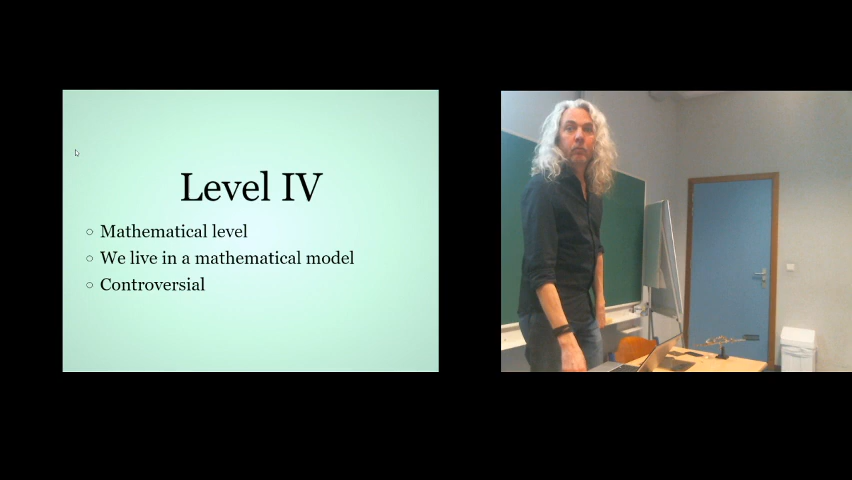 Level IV
Mathematical level
We live in a mathematical model
Controversial